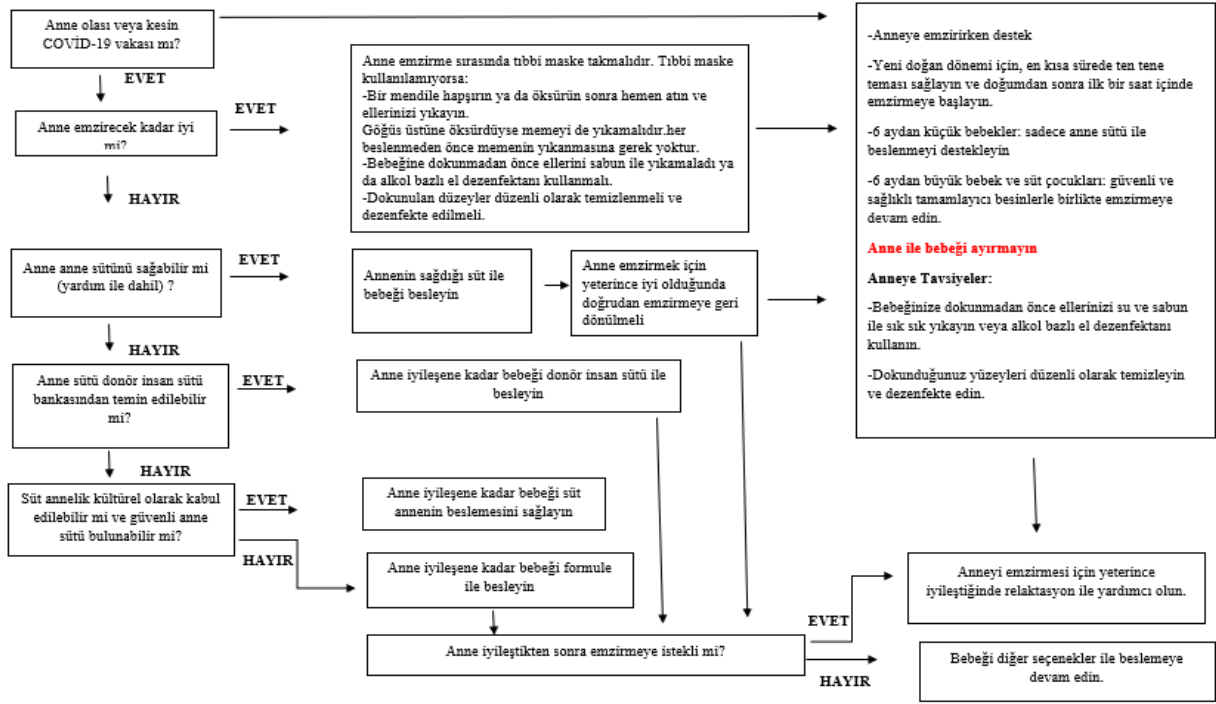 Anne olası veya kesin
COVİD-19 vakası mı?
EVET
Anne emzirecek kadar iyi
mi?
EVET
HAYIR
Anne emzirme sırasında tıbbi maske takmalıdır. Tıbbi maske
kullanılamıyorsa:
-Bir mendile hapşırın ya da öksürün sonra hemen atın ve
ellerinizi yıkayın.
Göğüs üstüne öksürdüyse memeyi de yıkamalıdır.her
beslenmeden önce memenin yıkanmasına gerek yoktur.
-Bebeğine dokunmadan önce ellerini sabun ile yıkamaladı ya
da alkol bazlı el dezenfektanı kullanmalı.
-Dokunulan düzeyler düzenli olarak temizlenmeli ve
dezenfekte edilmeli.
-Anneye emzirirken destek
-Yeni doğan dönemi için, en kısa sürede ten tene
teması sağlayın ve doğumdan sonra ilk bir saat içinde
emzirmeye başlayın.
-6 aydan küçük bebekler: sadece anne sütü ile
beslenmeyi destekleyin
-6 aydan büyük bebek ve süt çocukları: güvenli ve
sağlıklı tamamlayıcı besinlerle birlikte emzirmeye
devam edin.
Anne ile bebeği ayırmayın
Anneye Tavsiyeler:
-Bebeğinize dokunmadan önce ellerinizi su ve sabun
ile sık sık yıkayın veya alkol bazlı el dezenfektanı
kullanın.
-Dokunduğunuz yüzeyleri düzenli olarak temizleyin
ve dezenfekte edin.
Anne anne sütünü sağabilir mi
(yardım ile dahil) ?
EVET
Annenin sağdığı süt ile
bebeği besleyin
Anne emzirmek için
yeterince iyi olduğunda
doğrudan emzirmeye geri
dönülmeli
HAYIR
Anne sütü donör insan sütü
bankasından temin edilebilir
mi?
EVET
Anne iyileşene kadar bebeği donör insan sütü ile
besleyin
HAYIR
Süt annelik kültürel olarak kabul
edilebilir mi ve güvenli anne
sütü bulunabilir mi?
EVET
Anne iyileşene kadar bebeği süt
annenin beslemesini sağlayın
HAYIR
Anne iyileşene kadar bebeği formule
ile besleyin
Anne iyileştikten sonra emzirmeye istekli mi?
EVET
Anneyi emzirmesi için yeterince
iyileştiğinde relaktasyon ile yardımcı olun.
HAYIR
Bebeği diğer seçenekler ile beslemeye
devam edin.